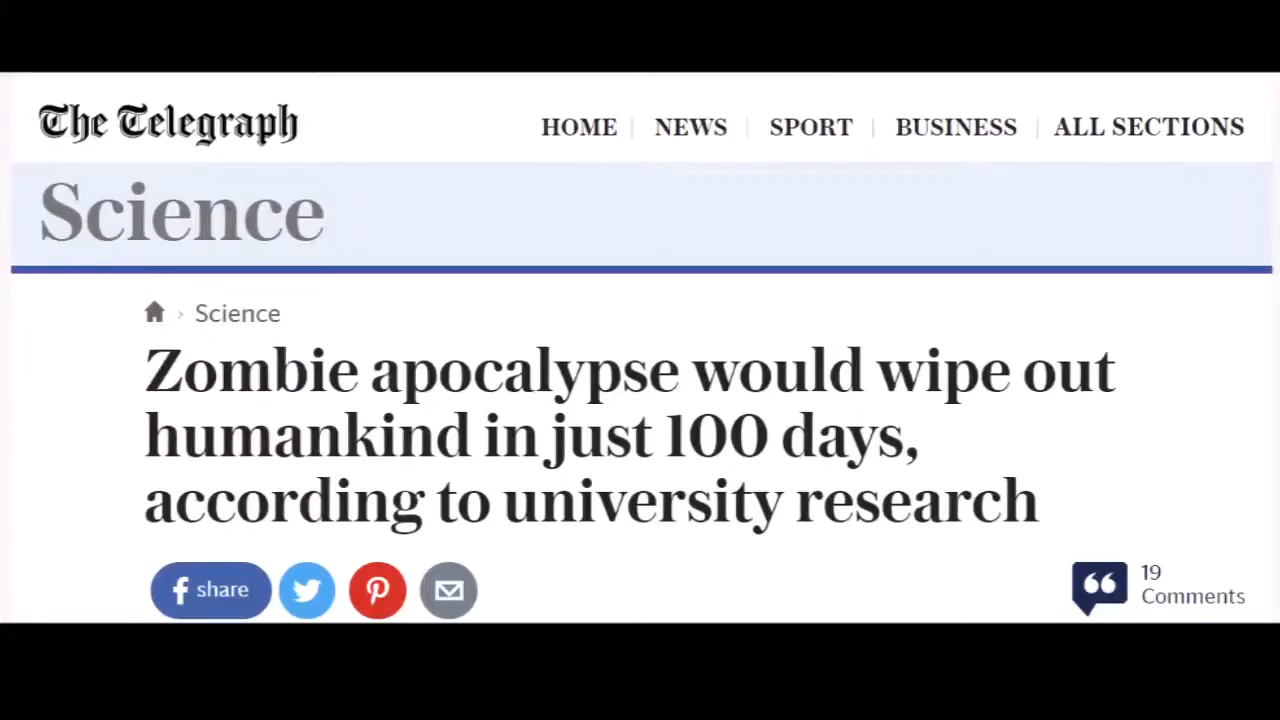 The Telegraph
HOME NEWS SPORT BUSINESS ALL SECTIONS
Science
Science
Zombie apocalypse would wipe out
humankind in just 100 days,
according to university research
share
19
Comments